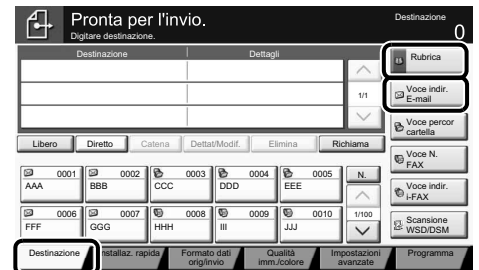 Pronta per l'invio.
Digitare destinazione.
Destinazione
0
Destinazione Dettagli
1/1
Rubrica
Voce indir.
E-mail
Voce percor
cartella
Voce N.
FAX
Voce indir.
i-FAX
Scansione
WSD/DSM
Libero Diretto Catena Dettat/Modif. Elimina Richiama
0001 0002 0003 0004 0005 N.
AAA BBB CCC DDD EEE
0006 0007 0008 0009 0010 1/100
FFF GGG HHH III JJJ
Destinazione Installaz. rapida Formato dati
orig/invio Qualità
imm./colore Impostazioni
avanzate Programma